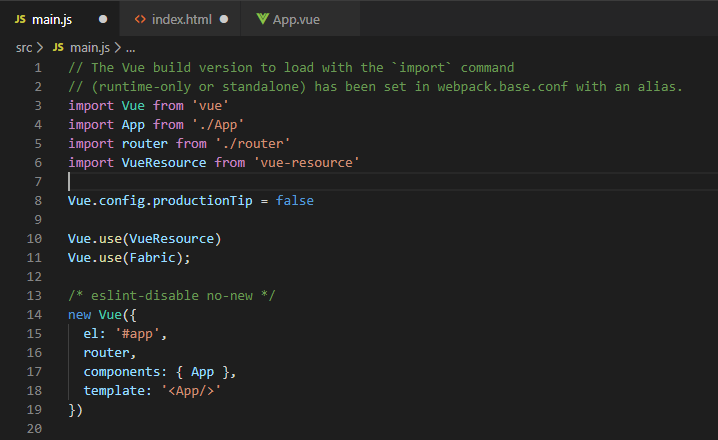 JS main.js ● <> index.html ● App.vue
src > JS main.js > ...
1 // The Vue build version to load with the `import` command
2 // (runtime-only or standalone) has been set in webpack.base.conf with an alias.
3 import Vue from 'vue'
4 import App from './App'
5 import router from './router'
6 import VueResource from 'vue-resource'
7
8 Vue.config.productionTip = false
9
10 Vue.use(VueResource)
11 Vue.use(Fabric);
12
13 /* eslint-disable no-new */
14 new Vue({
15   el: '#app',
16   router,
17   components: { App },
18   template: '<App/>'
19 })
20